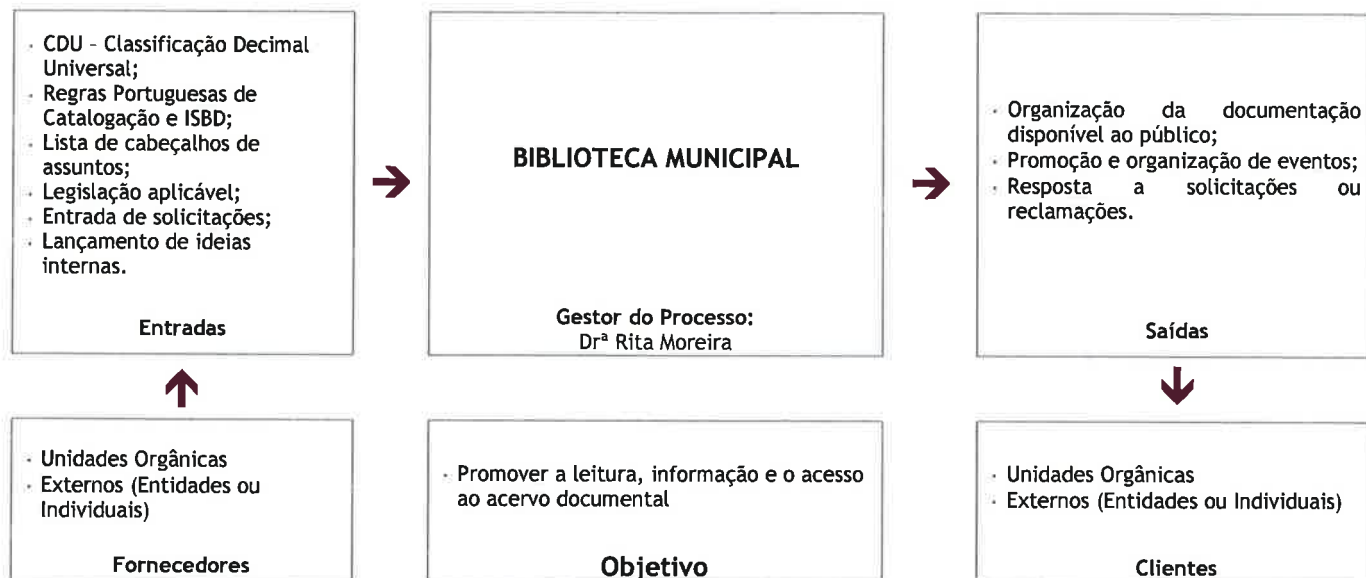 · CDU – Classificação Decimal
Universal;
· Regras Portuguesas de
Catalogação e ISBD;
· Lista de cabeçalhos de
assuntos;
· Legislação aplicável;
· Entrada de solicitações;
· Lançamento de ideias
internas.
Entradas
BIBLIOTECA MUNICIPAL
Gestor do Processo:
Drª Rita Moreira
· Organização da documentação
disponível ao público;
· Promoção e organização de eventos;
· Resposta a solicitações ou
reclamações.
Saídas
· Unidades Orgânicas
· Externos (Entidades ou
Individuais)
Fornecedores
· Promover a leitura, informação e o acesso
ao acervo documental
Objetivo
· Unidades Orgânicas
· Externos (Entidades ou Individuais)
Clientes